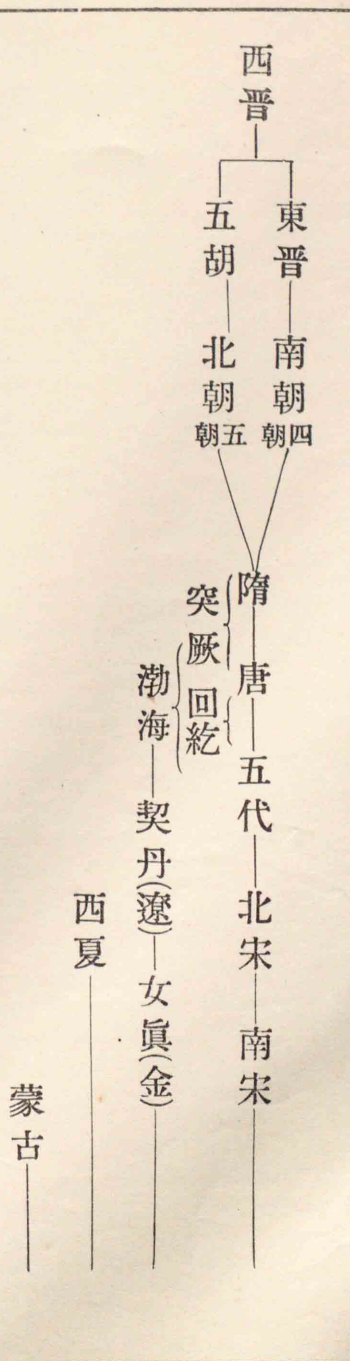 西晋
東晋
南朝
四朝
五胡
北朝
五朝
隋
唐
五代
北宋
南宋
突厥
回紇
渤海
契丹(遼)
女眞(金)
西夏
蒙古